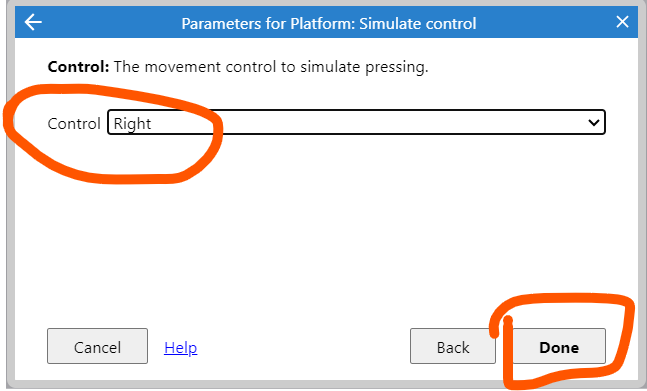 Parameters for Platform: Simulate control
Control: The movement control to simulate pressing.
Control Right
Cancel Help Back Done